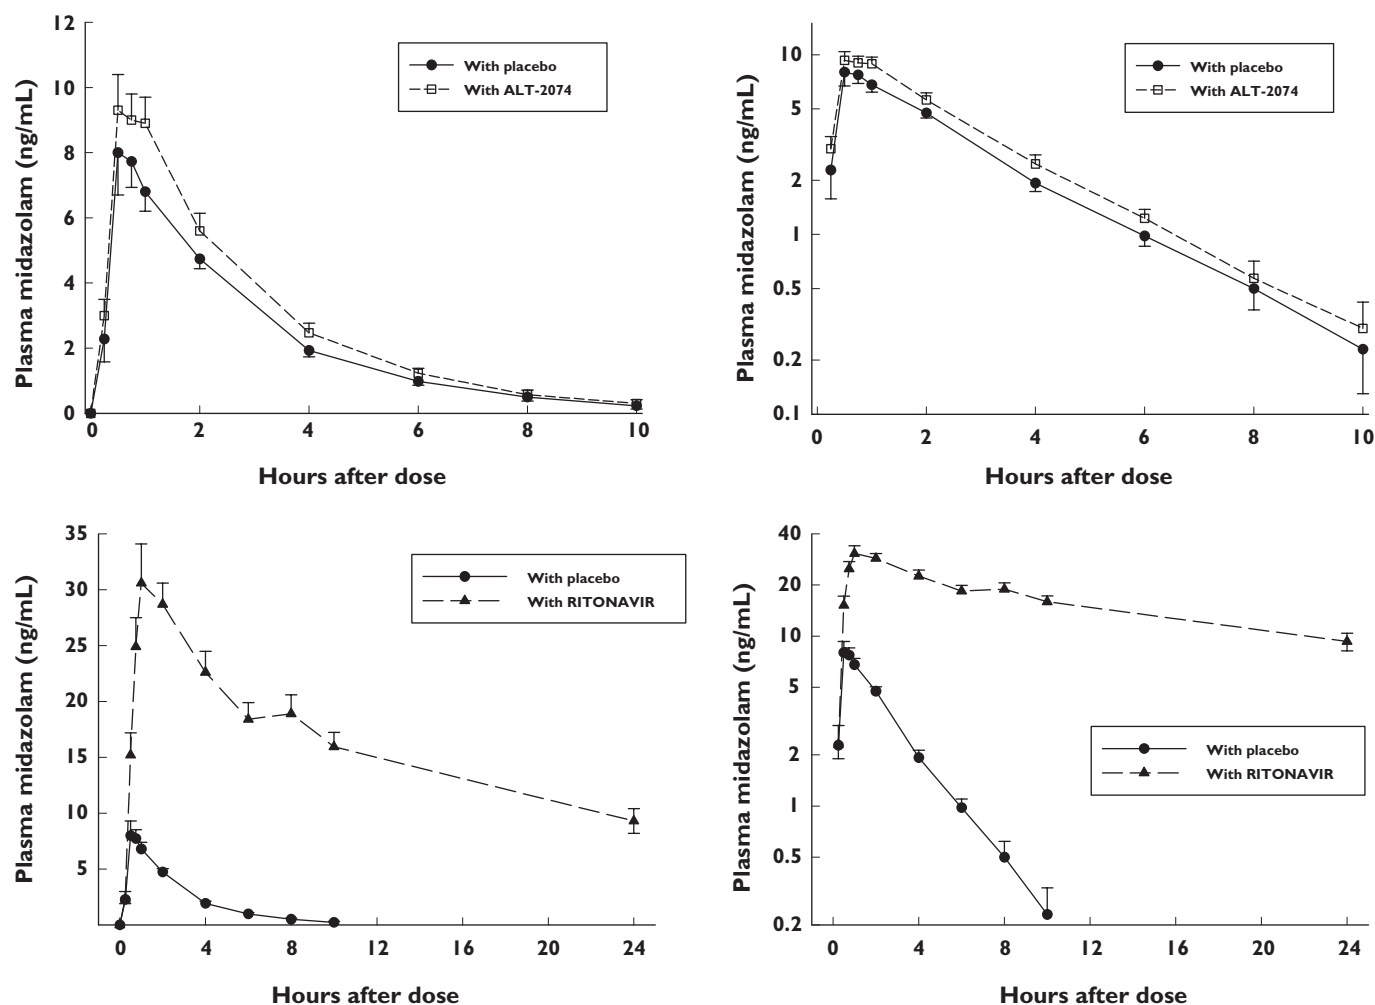 12
10
8
6
4
2
0
Plasma midazolam (ng/mL)
With placebo
With ALT-2074
0 2 4 6 8 10
Hours after dose
10
5
2
1
0.5
0.2
0.1
Plasma midazolam (ng/mL)
With placebo
With ALT-2074
0 2 4 6 8 10
Hours after dose
35
30
25
20
15
10
5
Plasma midazolam (ng/mL)
With placebo
With RITONAVIR
0 4 8 12 16 20 24
Hours after dose
40
20
10
5
2
1
0.5
0.2
Plasma midazolam (ng/mL)
With placebo
With RITONAVIR
0 4 8 12 16 20 24
Hours after dose